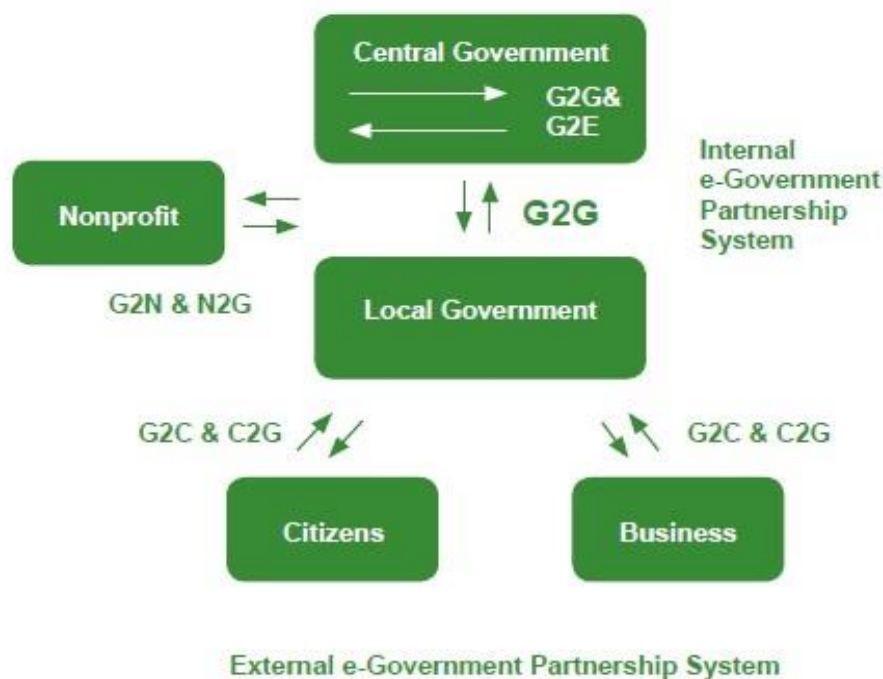 Central Government
G2G&
G2E
Internal
e-Government
Partnership
System
Nonprofit
G2G
G2N & N2G
Local Government
G2C & C2G
G2C & C2G
Citizens
Business
External e-Government Partnership System